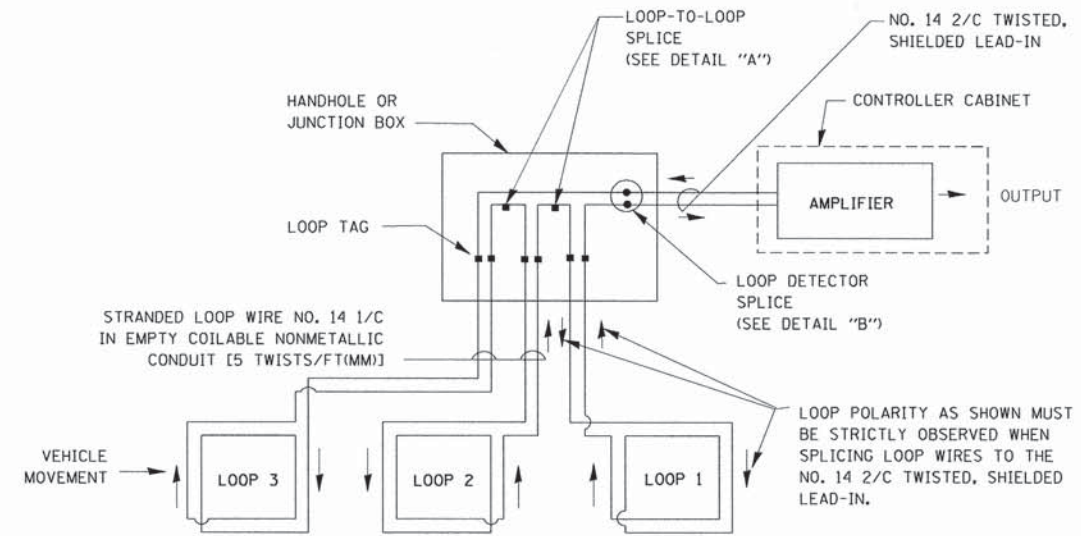 LOOP-TO-LOOP
SPLICE
(SEE DETAIL "A")
NO. 14 2/C TWISTED,
SHIELDED LEAD-IN
HANDHOLE OR
JUNCTION BOX
CONTROLLER CABINET
AMPLIFIER
OUTPUT
LOOP TAG
LOOP DETECTOR
SPLICE
(SEE DETAIL "B")
STRANDED LOOP WIRE NO. 14 1/C
IN EMPTY COILABLE NONMETALLIC
CONDUIT [5 TWISTS/FT(MM)]
LOOP POLARITY AS SHOWN MUST
BE STRICTLY OBSERVED WHEN
SPLICING LOOP WIRES TO THE
NO. 14 2/C TWISTED, SHIELDED
LEAD-IN.
VEHICLE
MOVEMENT
LOOP 3
LOOP 2
LOOP 1